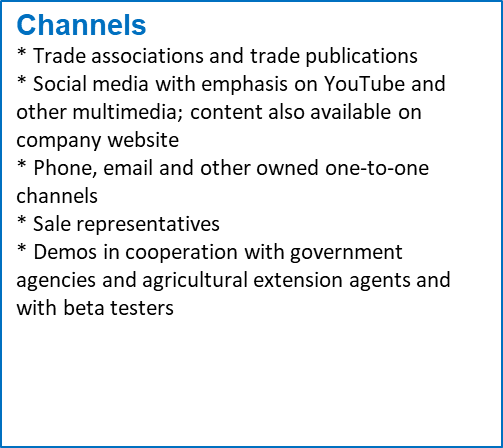 Channels
* Trade associations and trade publications
* Social media with emphasis on YouTube and
other multimedia; content also available on
company website
* Phone, email and other owned one-to-one
channels
* Sale representatives
* Demos in cooperation with government
agencies and agricultural extension agents and
with beta testers